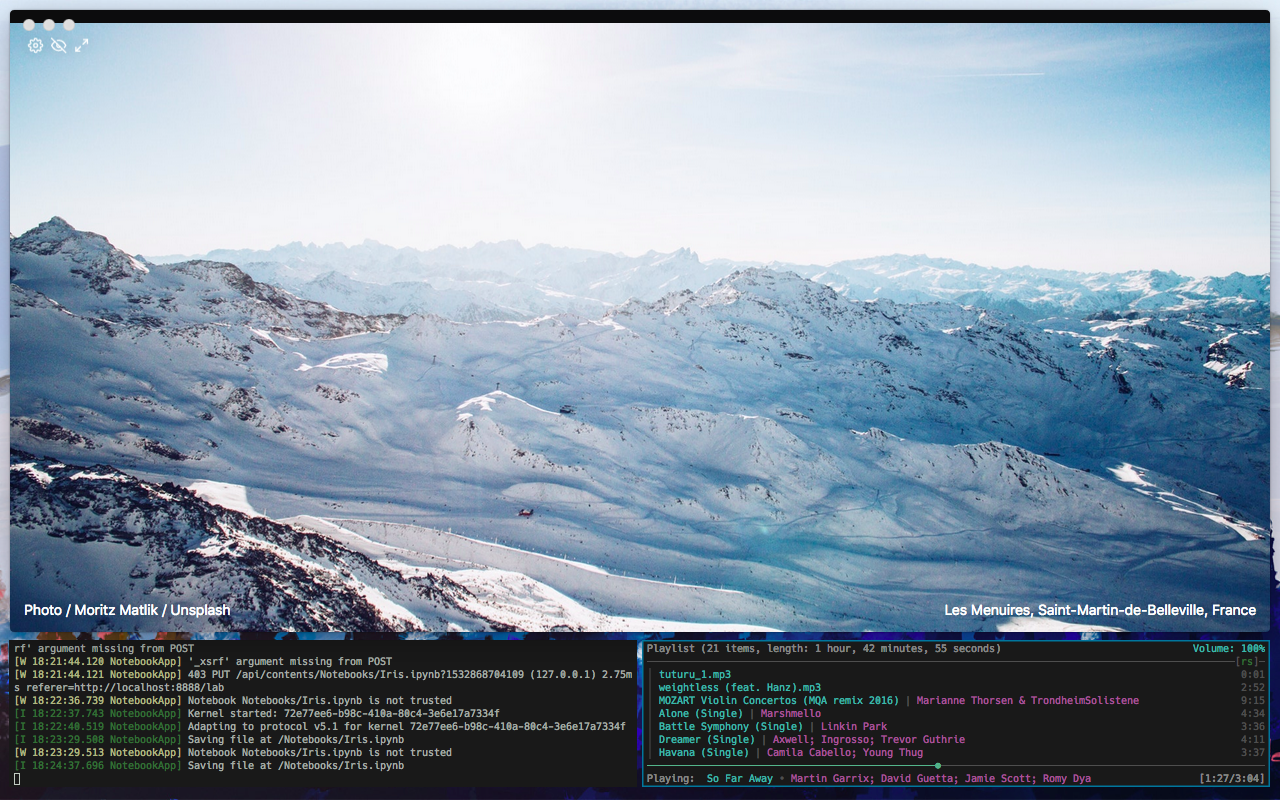 Photo / Moritz Matlik / Unsplash
Les Menuires, Saint-Martin-de-Belleville, France
rf' argument missing from POST
[W 18:21:44.120 NotebookApp] '_xsrf' argument missing from POST
[W 18:21:44.121 NotebookApp] 403 PUT /api/contents/Notebooks/Iris.ipynb?1532868704109 (127.0.0.1) 2.75m
s referer=http://localhost:8888/lab
[W 18:22:36.739 NotebookApp] Notebook Notebooks/Iris.ipynb is not trusted
[I 18:22:37.743 NotebookApp] Kernel started: 72e77ee6-b98c-410a-80c4-3e6e17a7334f
[I 18:22:40.519 NotebookApp] Adapting to protocol v5.1 for kernel 72e77ee6-b98c-410a-80c4-3e6e17a7334f
[I 18:23:29.508 NotebookApp] Saving file at /Notebooks/Iris.ipynb
[W 18:23:29.513 NotebookApp] Notebook Notebooks/Iris.ipynb is not trusted
[I 18:24:37.696 NotebookApp] Saving file at /Notebooks/Iris.ipynb
Playlist (21 items, length: 1 hour, 42 minutes, 55 seconds) Volume: 100%
[rs]
tuturu_1.mp3 0:01
weightless (feat. Hanz).mp3 2:52
MOZART Violin Concertos (MQA remix 2016) | Marianne Thorsen & TrondheimSolistene 9:15
Alone (Single) | Marshmello 4:34
Battle Symphony (Single) | Linkin Park 3:36
Dreamer (Single) | Axwell; Ingrosso; Trevor Guthrie 4:11
Havana (Single) | Camila Cabello; Young Thug 3:37
Playing: So Far Away • Martin Garrix; David Guetta; Jamie Scott; Romy Dya [1:27/3:04]